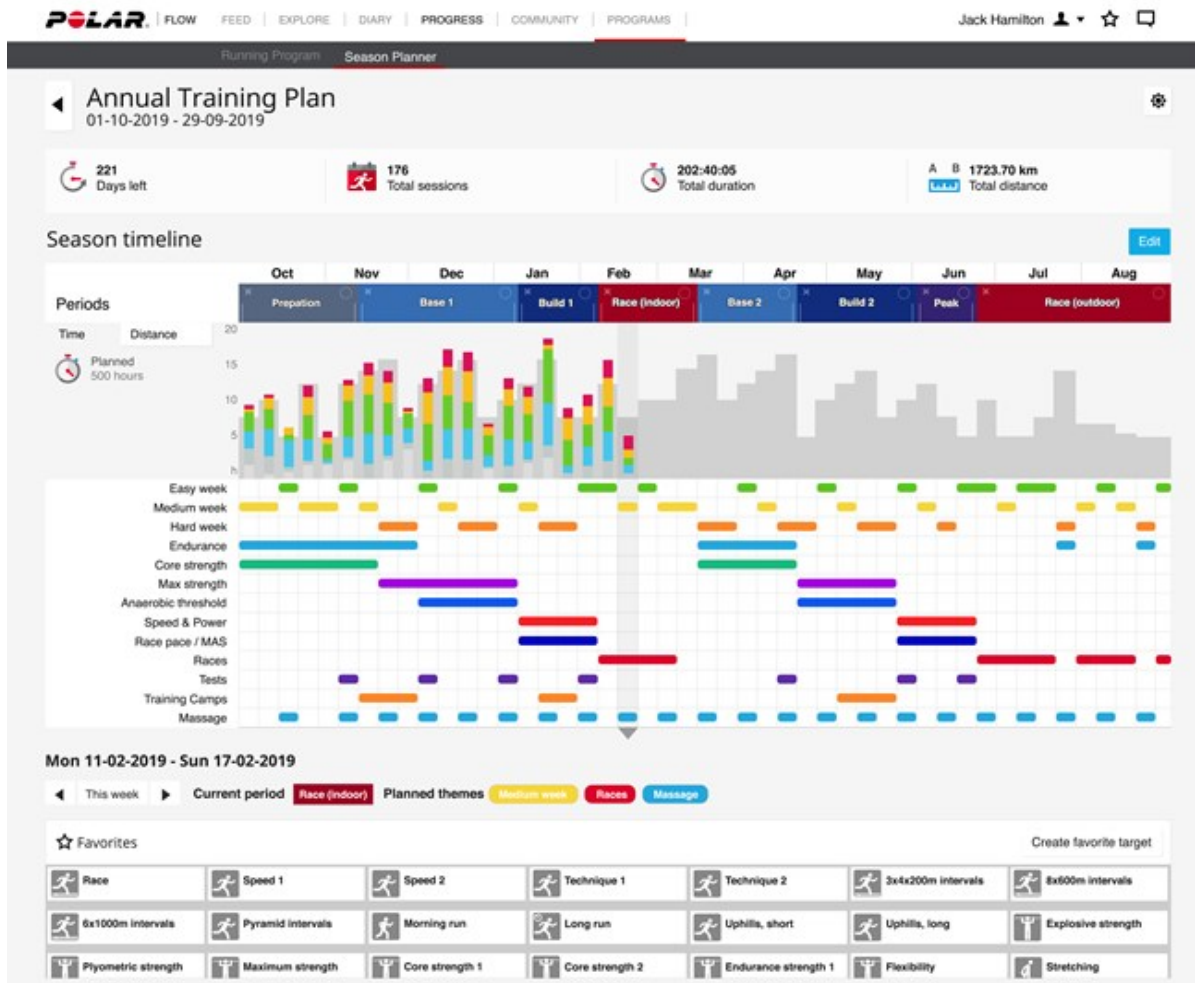 POLAR. | FLOW FEED | EXPLORE | DIARY | PROGRESS | COMMUNITY | PROGRAMS | Jack Hamilton
Running Program Season Planner
Annual Training Plan
01-10-2019 - 29-09-2019
221 176 202:40:05 A B 1723.70 km
Days left Total sessions Total duration Total distance
Season timeline Edit
Oct Nov Dec Jan Feb Mar Apr May Jun Jul Aug
Periods Prepation Base 1 Build 1 Race (indoor) Base 2 Build 2 Peak Race (outdoor)
Time Distance 20
Planned 15
500 hours
10
5
h
Easy week
Medium week
Hard week
Endurance
Core strength
Max strength
Anaerobic threshold
Speed & Power
Race pace / MAS
Races
Tests
Training Camps
Massage
Mon 11-02-2019 - Sun 17-02-2019
This week Current period Race (indoor) Planned themes Medium week Races Massage
Favorites Create favorite target
Race Speed 1 Speed 2 Technique 1 Technique 2 3x4x200m intervals 8x600m intervals
6x1000m intervals Pyramid intervals Morning run Long run Uphills, short Uphills, long Explosive strength
Plyometric strength Maximum strength Core strength 1 Core strength 2 Endurance strength 1 Flexibility Stretching